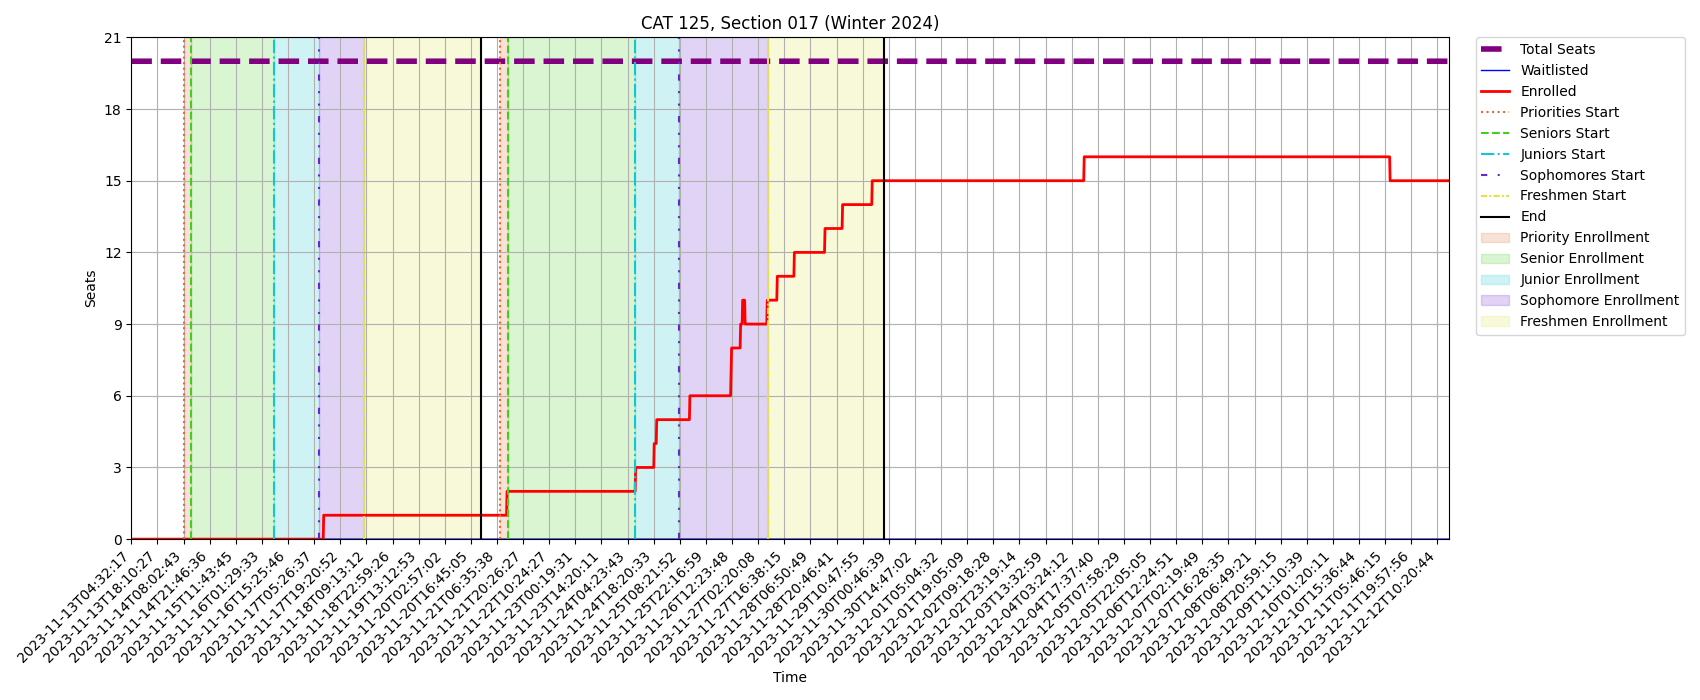 CAT 125, Section 017 (Winter 2024)
21
18
15
12
9
6
3
0
Seats
2023-11-13T04:32:17
2023-11-13T18:10:27
2023-11-14T08:02:43
2023-11-14T21:46:36
2023-11-15T11:43:45
2023-11-16T01:29:33
2023-11-16T15:25:46
2023-11-17T05:26:37
2023-11-17T19:20:52
2023-11-18T09:13:12
2023-11-18T22:59:26
2023-11-19T13:12:53
2023-11-20T02:57:02
2023-11-20T16:45:05
2023-11-21T06:35:38
2023-11-21T20:26:27
2023-11-22T10:24:27
2023-11-23T00:19:31
2023-11-23T14:20:11
2023-11-24T04:23:43
2023-11-24T18:20:33
2023-11-25T08:21:52
2023-11-25T22:16:59
2023-11-26T12:23:48
2023-11-27T02:20:08
2023-11-27T16:38:15
2023-11-28T06:50:49
2023-11-28T20:46:41
2023-11-29T10:47:55
2023-11-30T00:46:39
2023-11-30T14:47:02
2023-12-01T05:04:32
2023-12-01T19:05:09
2023-12-02T09:18:28
2023-12-02T23:19:14
2023-12-03T13:32:59
2023-12-04T03:24:12
2023-12-04T17:37:40
2023-12-05T07:58:29
2023-12-05T22:05:05
2023-12-06T12:24:51
2023-12-07T02:19:49
2023-12-07T16:28:35
2023-12-08T06:49:21
2023-12-08T20:59:15
2023-12-09T11:10:39
2023-12-10T01:20:11
2023-12-10T15:36:44
2023-12-11T05:46:15
2023-12-11T19:57:56
2023-12-12T10:20:44
Time
Total Seats
Waitlisted
Enrolled
Priorities Start
Seniors Start
Juniors Start
Sophomores Start
Freshmen Start
End
Priority Enrollment
Senior Enrollment
Junior Enrollment
Sophomore Enrollment
Freshmen Enrollment